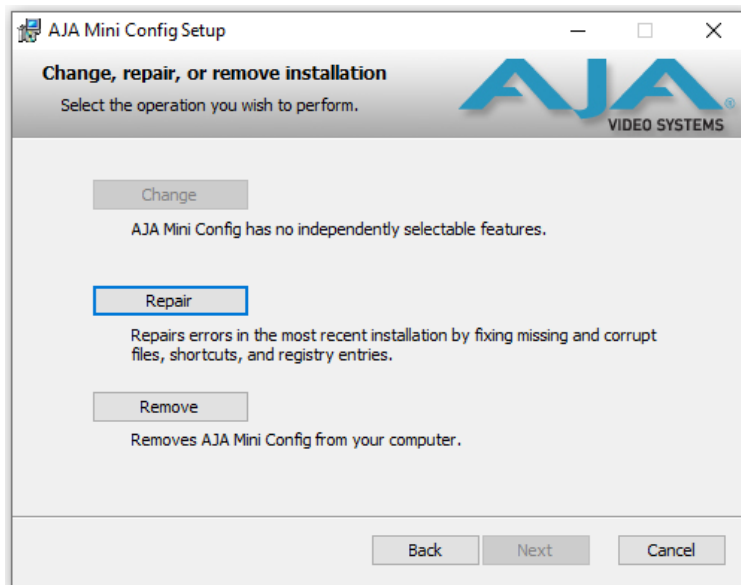 AJA Mini Config Setup
Change, repair, or remove installation
Select the operation you wish to perform.
AJA®
VIDEO SYSTEMS
Change
AJA Mini Config has no independently selectable features.
Repair
Repairs errors in the most recent installation by fixing missing and corrupt
files, shortcuts, and registry entries.
Remove
Removes AJA Mini Config from your computer.
Back Next Cancel